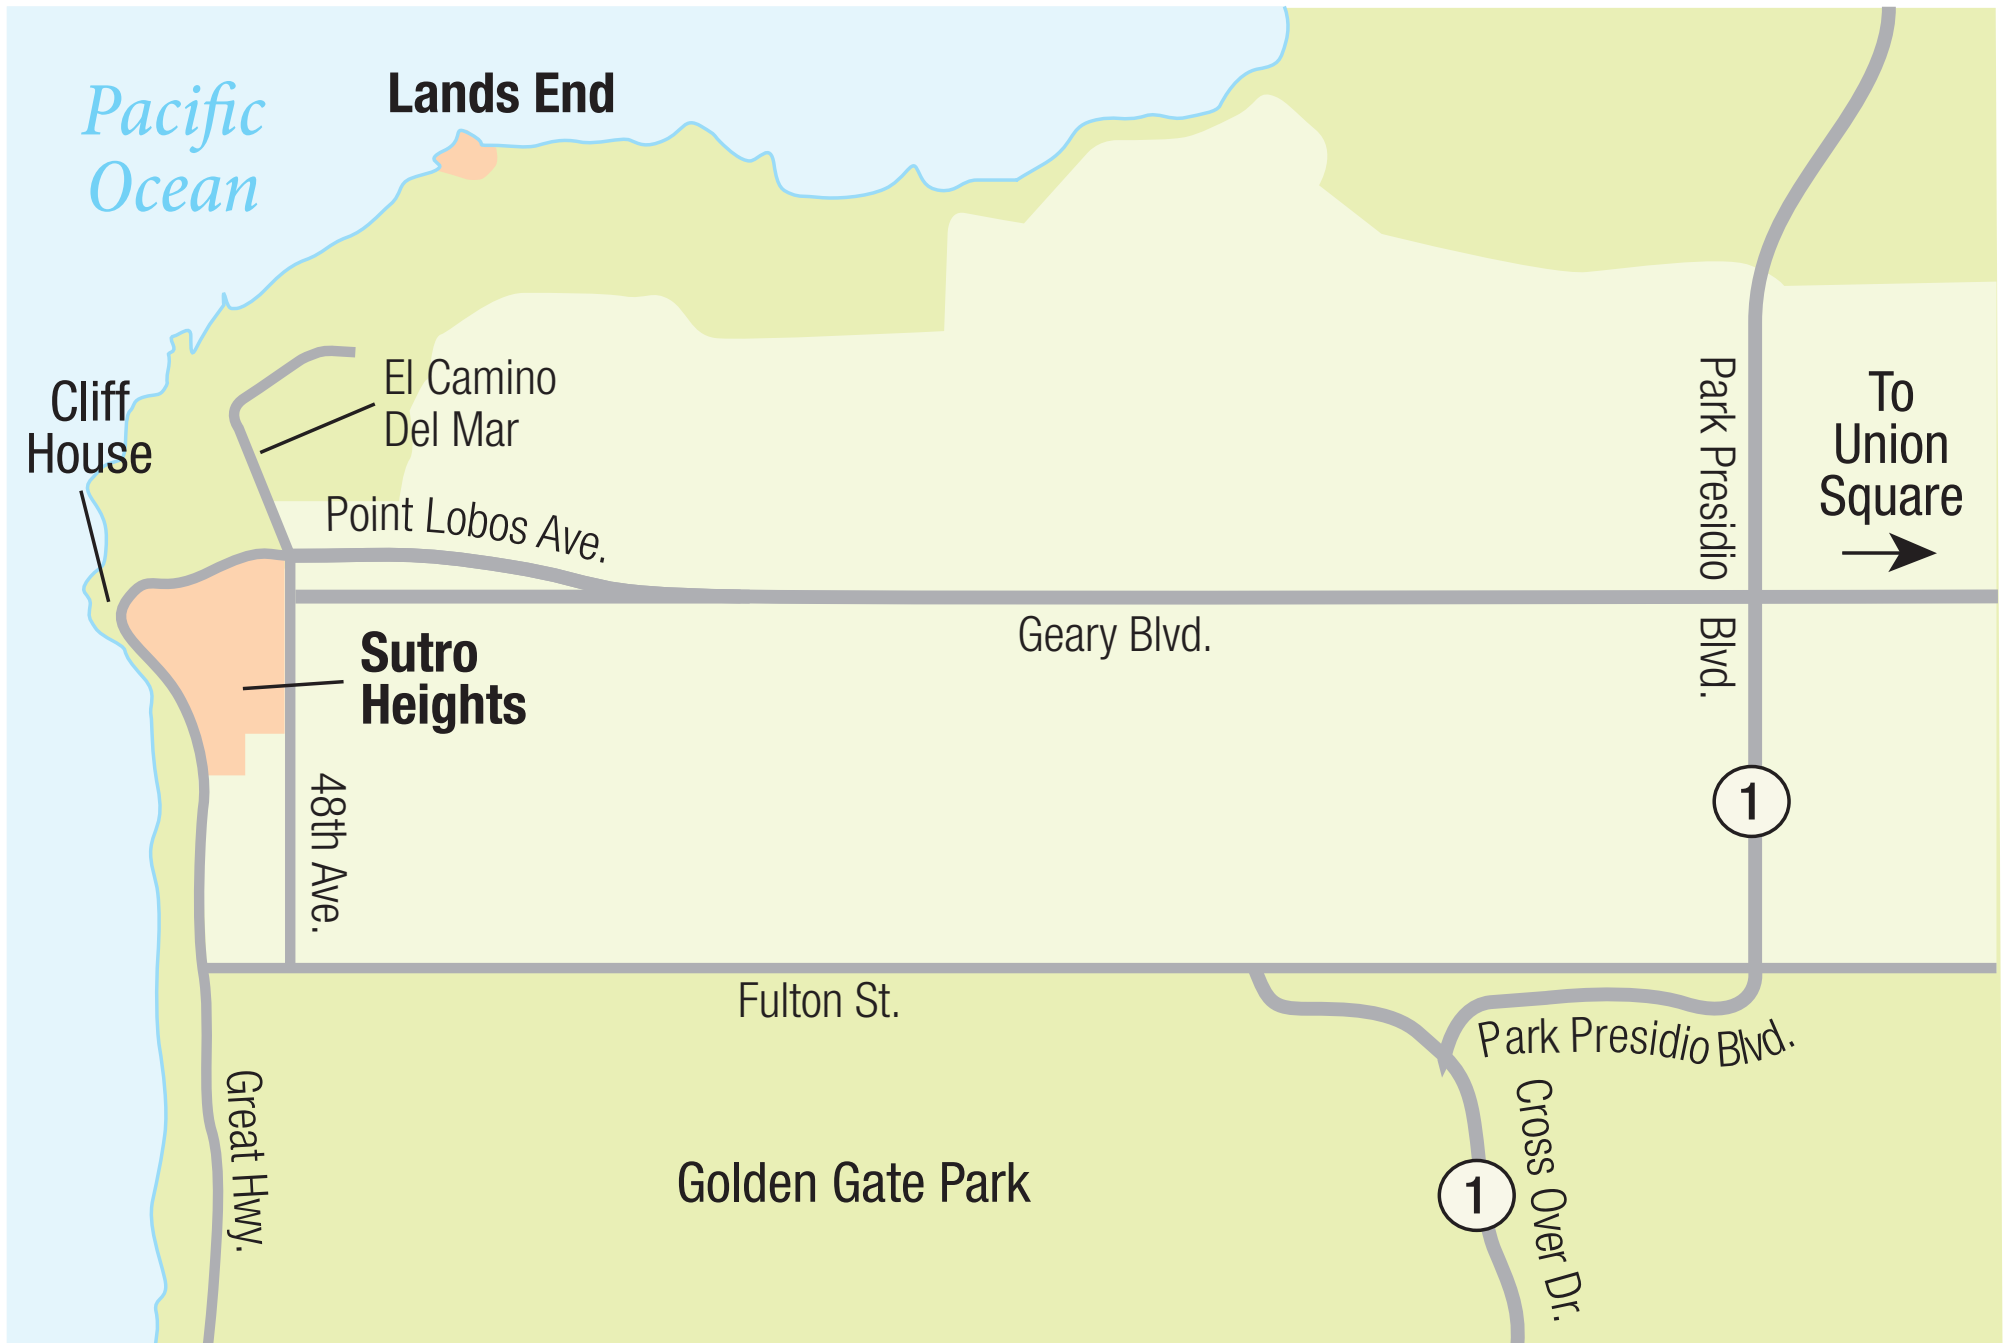 Lands End
Pacific
Ocean
El Camino
Del Mar
Cliff
House
Park Presidio Blvd.
To
Union
Square
Point Lobos Ave.
Geary Blvd.
Sutro
Heights
48th Ave.
1
Fulton St.
Park Presidio Blvd.
Great Hwy.
Cross Over Dr.
Golden Gate Park
1